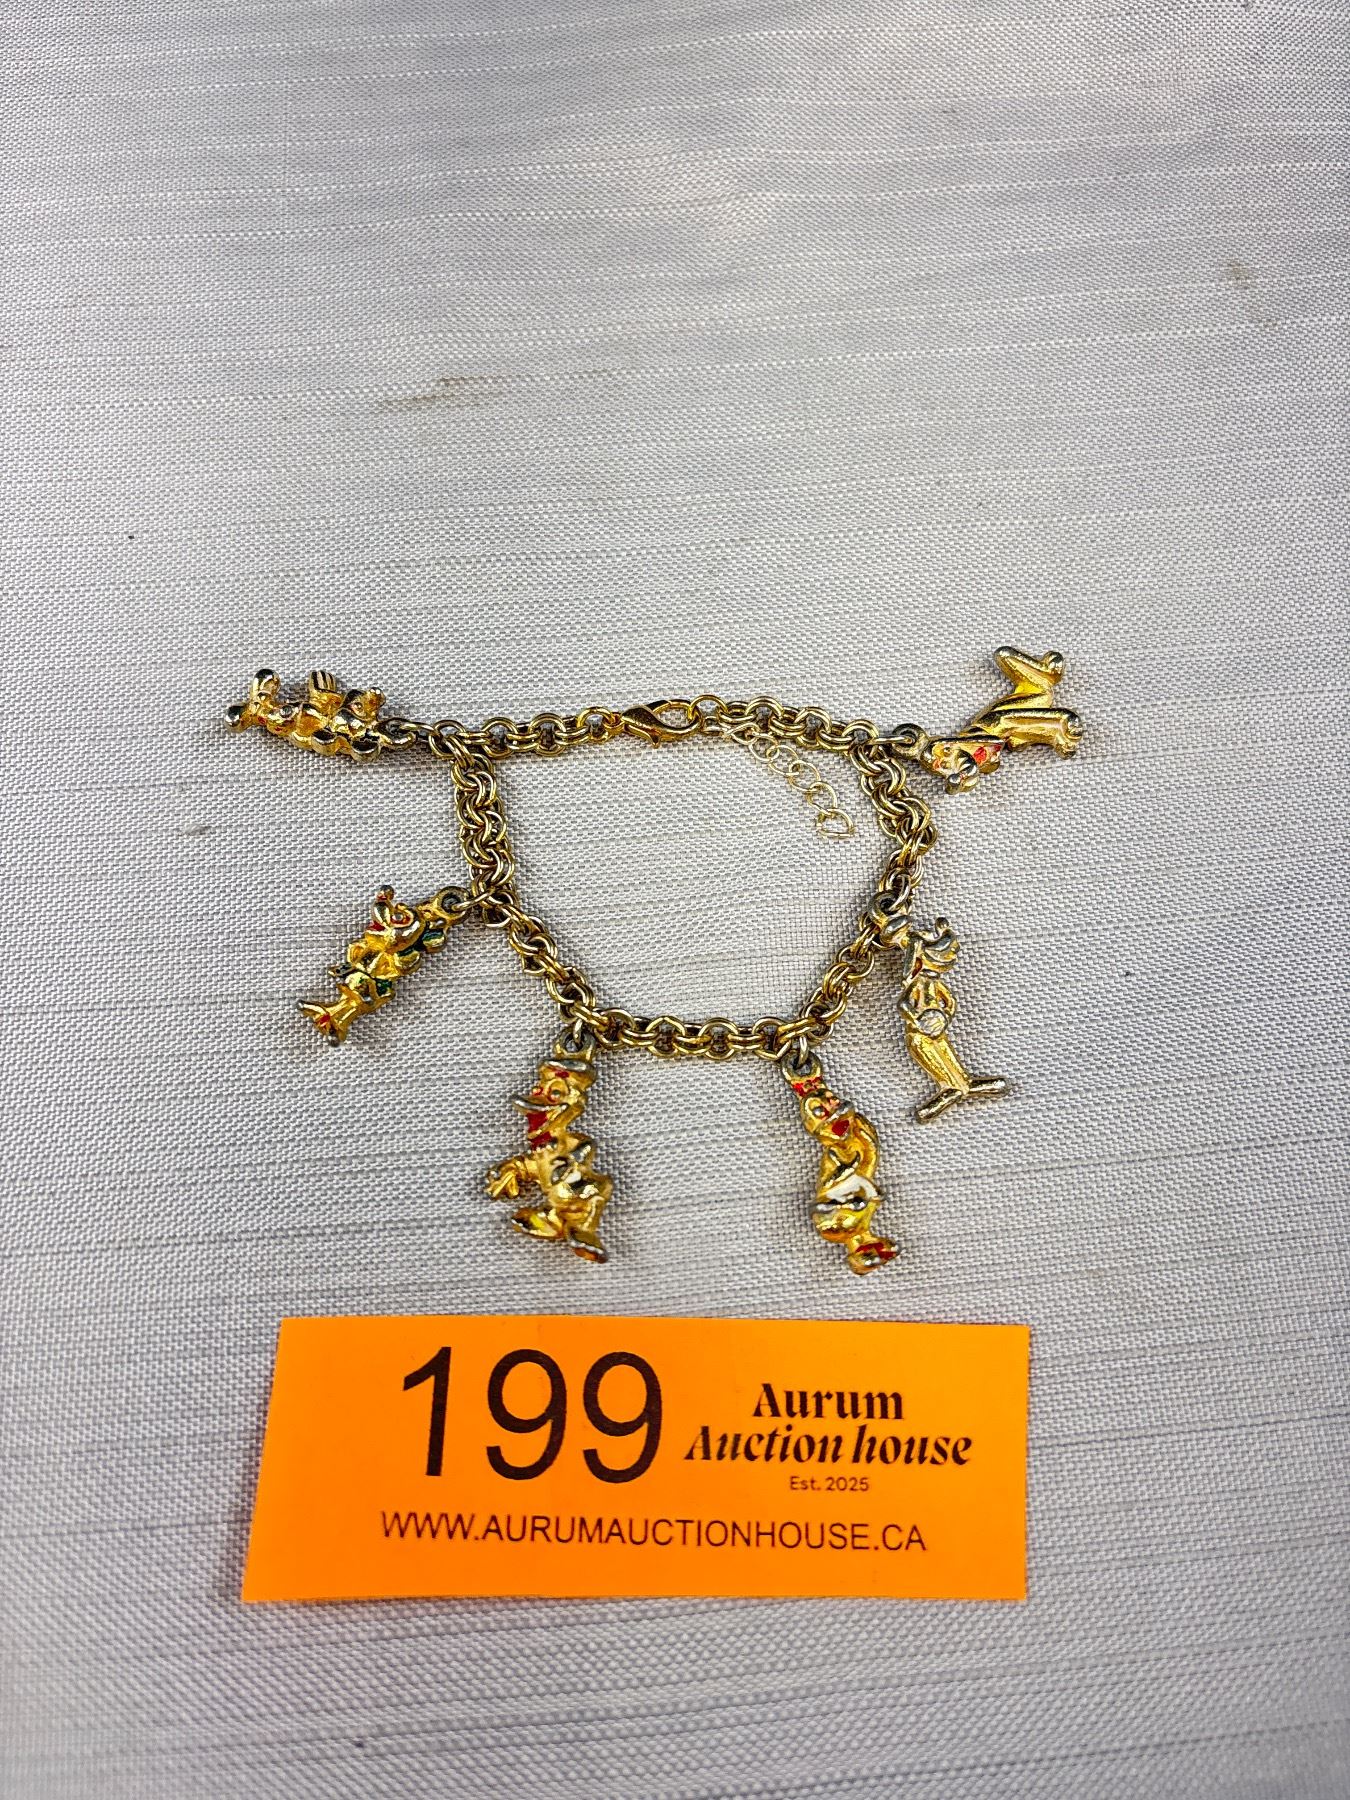 199
Aurum
Auction house
Est. 2025
WWW.AURUMAUCTIONHOUSE.CA